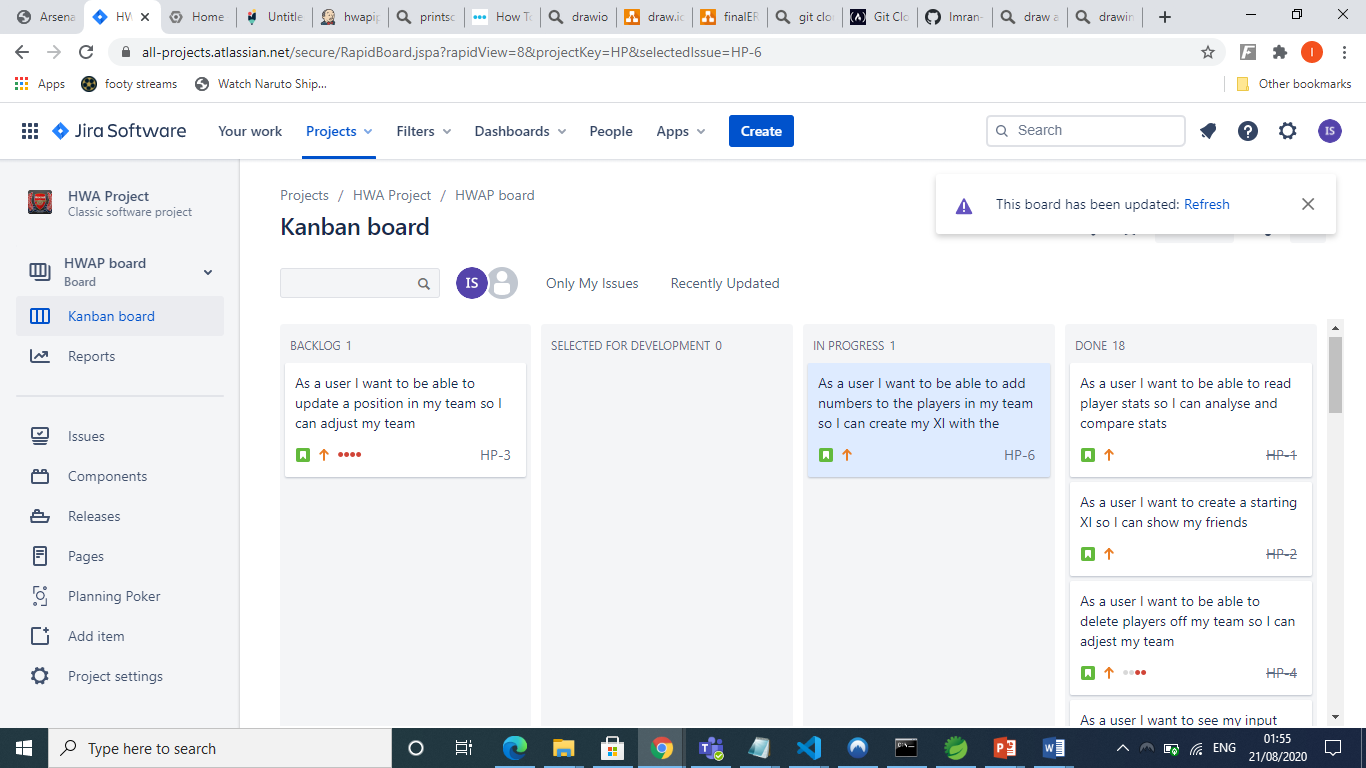 Arsena
HW
Home
Untitle
hwapip
printsc
How To
drawio
draw.io
finalER
git clon
Git Clo
Imran-
draw a
drawin
all-projects.atlassian.net/secure/RapidBoard.jspa?rapidView=8&projectKey=HP&selectedIssue=HP-6
I
Apps
footy streams
Watch Naruto Ship...
Other bookmarks
Jira Software
Your work
Projects
Filters
Dashboards
People
Apps
Create
Search
IS
HWA Project
Classic software project
HWAP board
Board
Kanban board
Reports
Issues
Components
Releases
Pages
Planning Poker
Add item
Project settings
Projects / HWA Project / HWAP board
This board has been updated: Refresh
Kanban board
IS
Only My Issues
Recently Updated
BACKLOG 1
As a user I want to be able to
update a position in my team so I
can adjust my team
HP-3
SELECTED FOR DEVELOPMENT 0
IN PROGRESS 1
As a user I want to be able to add
numbers to the players in my team
so I can create my XI with the
HP-6
DONE 18
As a user I want to be able to read
player stats so I can analyse and
compare stats
HP-1
As a user I want to create a starting
XI so I can show my friends
HP-2
As a user I want to be able to
delete players off my team so I can
adjest my team
HP-4
As a user I want to see my input
Type here to search
ENG
01:55
21/08/2020